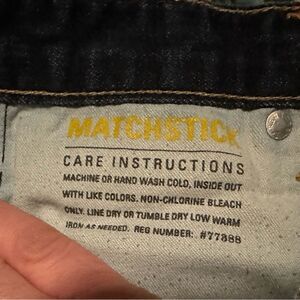 MATCHSTICK
CARE INSTRUCTIONS
MACHINE OR HAND WASH COLD, INSIDE OUT
WITH LIKE COLORS. NON-CHLORINE BLEACH
ONLY. LINE DRY OR TUMBLE DRY LOW WARM
IRON AS NEEDED. REG NUMBER: #77388